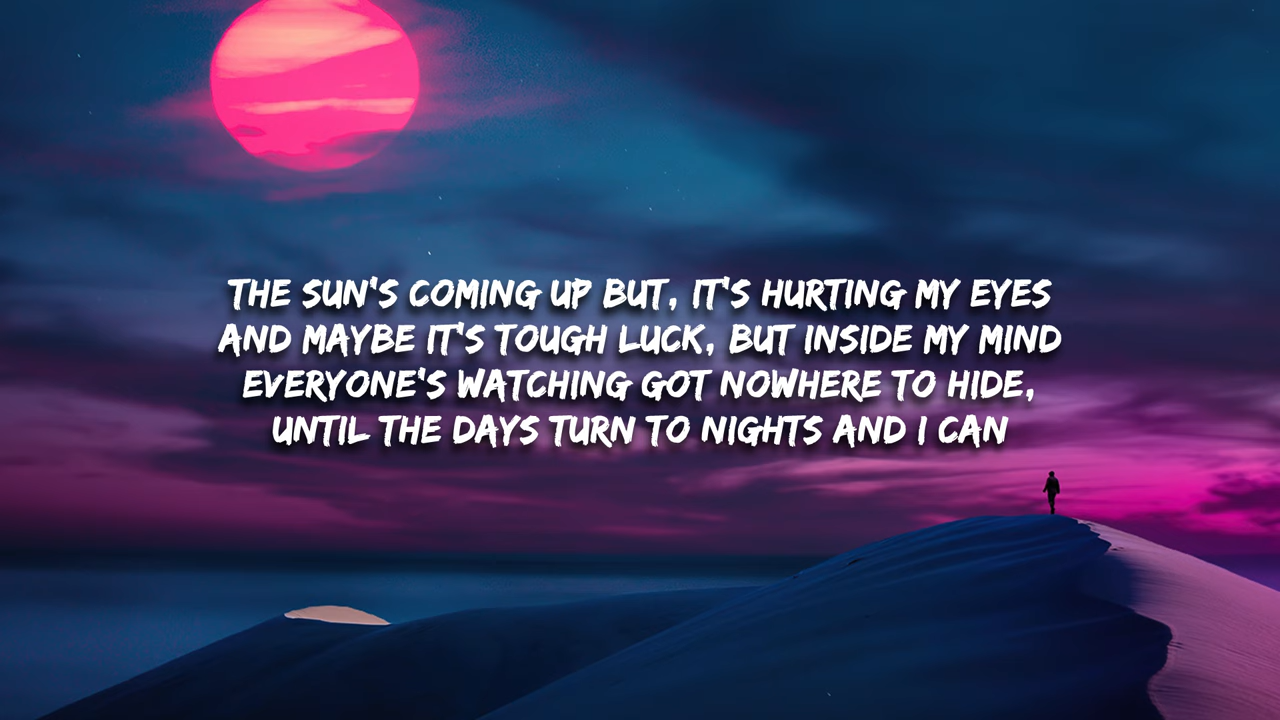 THE SUN'S COMING UP BUT, IT'S HURTING MY EYES
AND MAYBE IT'S TOUGH LUCK, BUT INSIDE MY MIND
EVERYONE'S WATCHING GOT NOWHERE TO HIDE,
UNTIL THE DAYS TURN TO NIGHTS AND I CAN